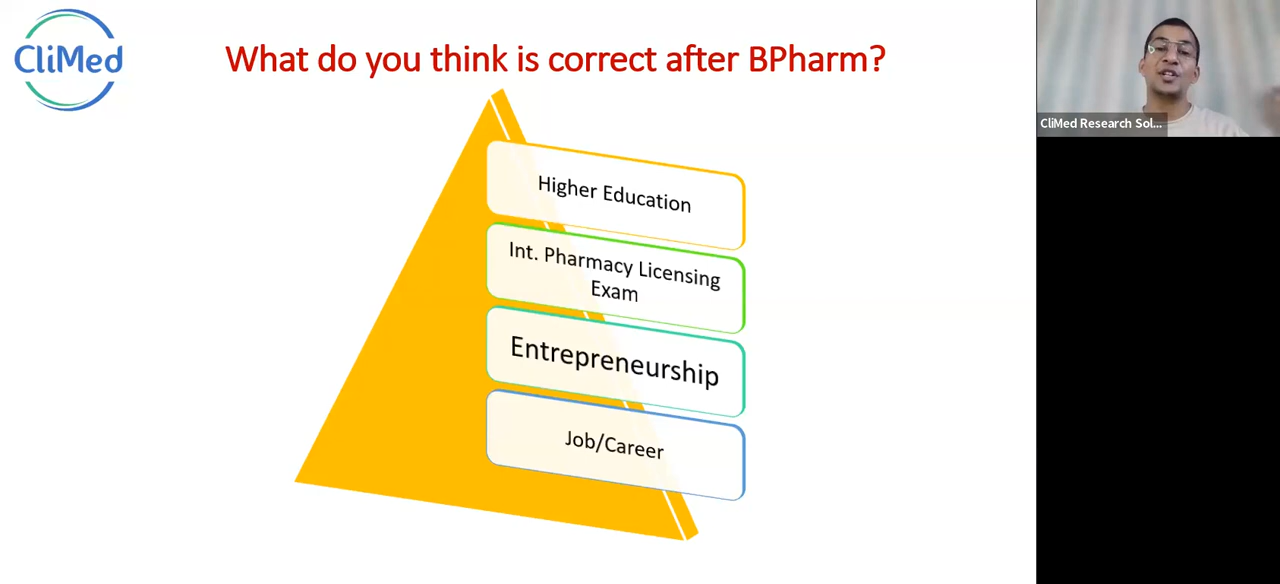 CliMed
What do you think is correct after BPharm?
CliMed Research Sol...
Higher Education
Int. Pharmacy Licensing
Exam
Entrepreneurship
Job/Career